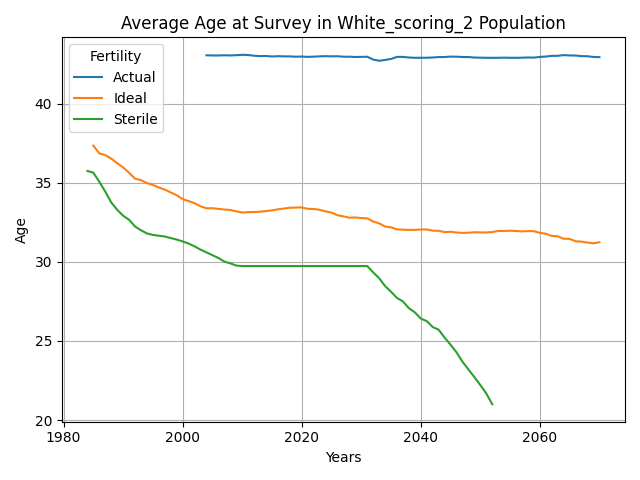 Average Age at Survey in White_scoring_2 Population
Fertility
Actual
Ideal
Sterile
Age
40
35
30
25
20
1980
2000
2020
2040
2060
Years